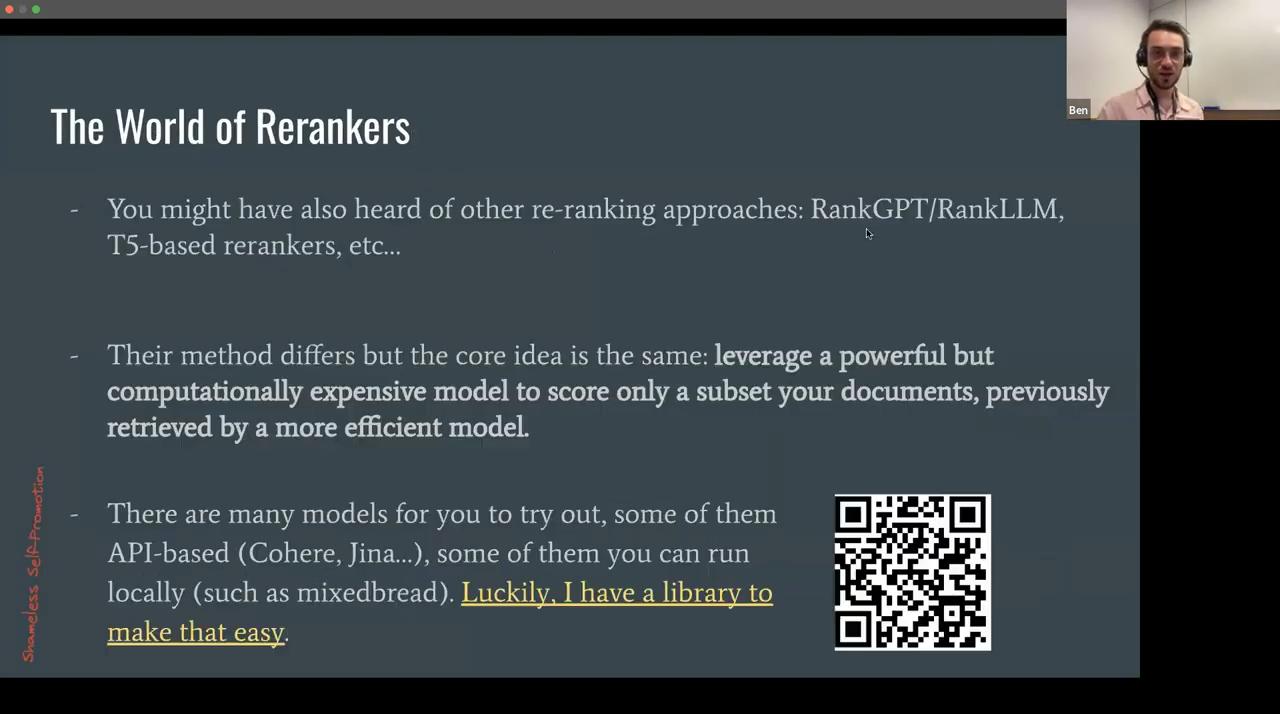 Ben
The World of Rerankers
- You might have also heard of other re-ranking approaches: RankGPT/RankLLM,
T5-based rerankers, etc...
- Their method differs but the core idea is the same: leverage a powerful but
computationally expensive model to score only a subset your documents, previously
retrieved by a more efficient model.
- There are many models for you to try out, some of them
API-based (Cohere, Jina...), some of them you can run
locally (such as mixedbread). Luckily, I have a library to
make that easy.
Shameless Self-Promotion